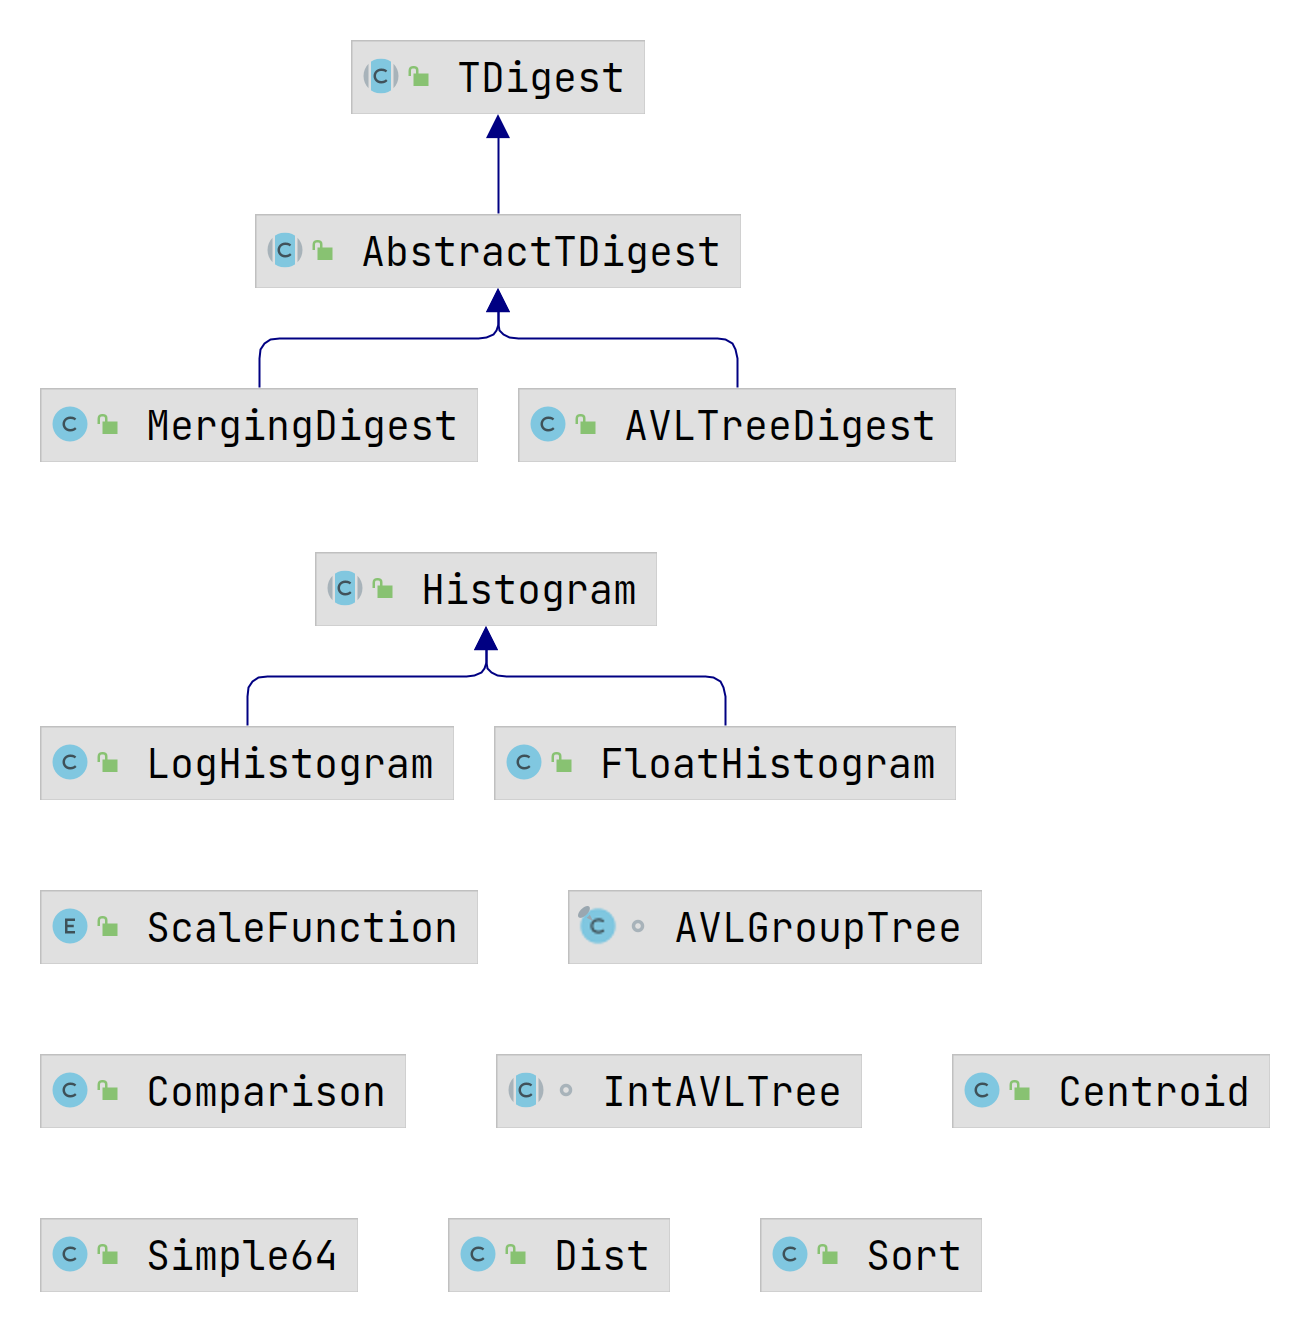 C TDigest
C AbstractTDigest
C MergingDigest
C AVLTreeDigest
C Histogram
C LogHistogram
C FloatHistogram
E ScaleFunction
C AVLGroupTree
C Comparison
C IntAVLTree
C Centroid
C Simple64
C Dist
C Sort